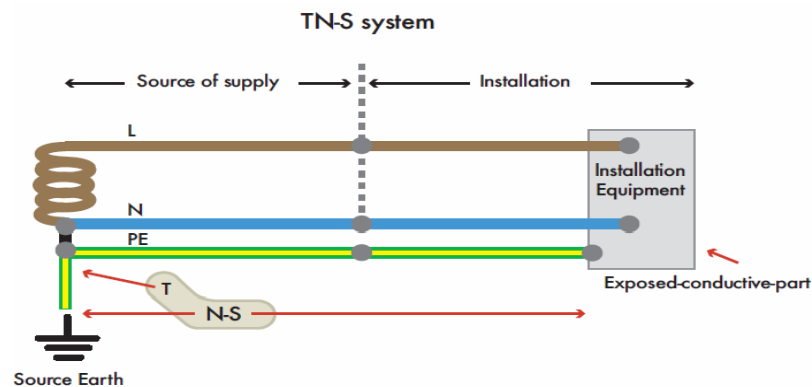 TN-S system
Source of supply
Installation
L
Installation
Equipment
N
PE
Exposed-conductive-part
T
N-S
Source Earth